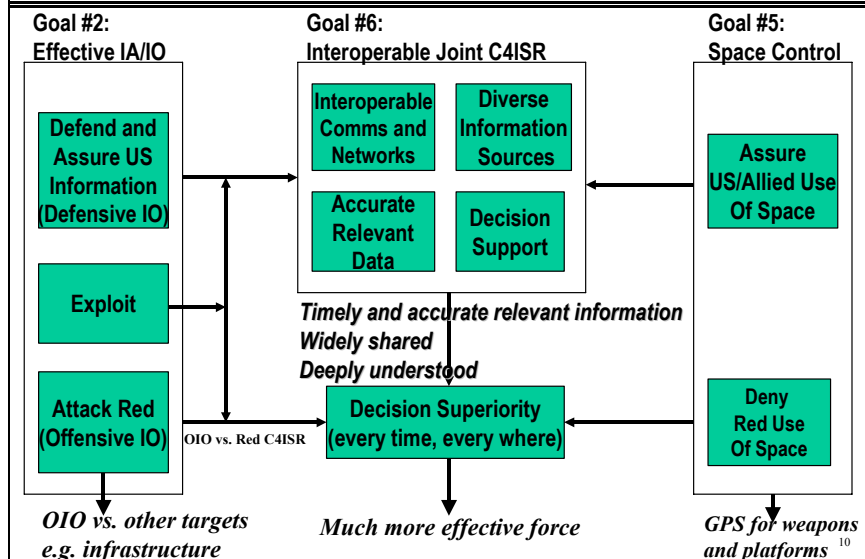 Goal #2:
Effective IA/IO
Defend and
Assure US
Information
(Defensive IO)
Exploit
Attack Red
(Offensive IO)
OIO vs. other targets
e.g. infrastructure
OIO vs. Red C4ISR
Goal #6:
Interoperable Joint C4ISR
Interoperable
Comms and
Networks
Diverse
Information
Sources
Accurate
Relevant
Data
Decision
Support
Timely and accurate relevant information
Widely shared
Deeply understood
Decision Superiority
(every time, every where)
Much more effective force
Goal #5:
Space Control
Assure
US/Allied Use
Of Space
Deny
Red Use
Of Space
GPS for weapons
and platforms
10